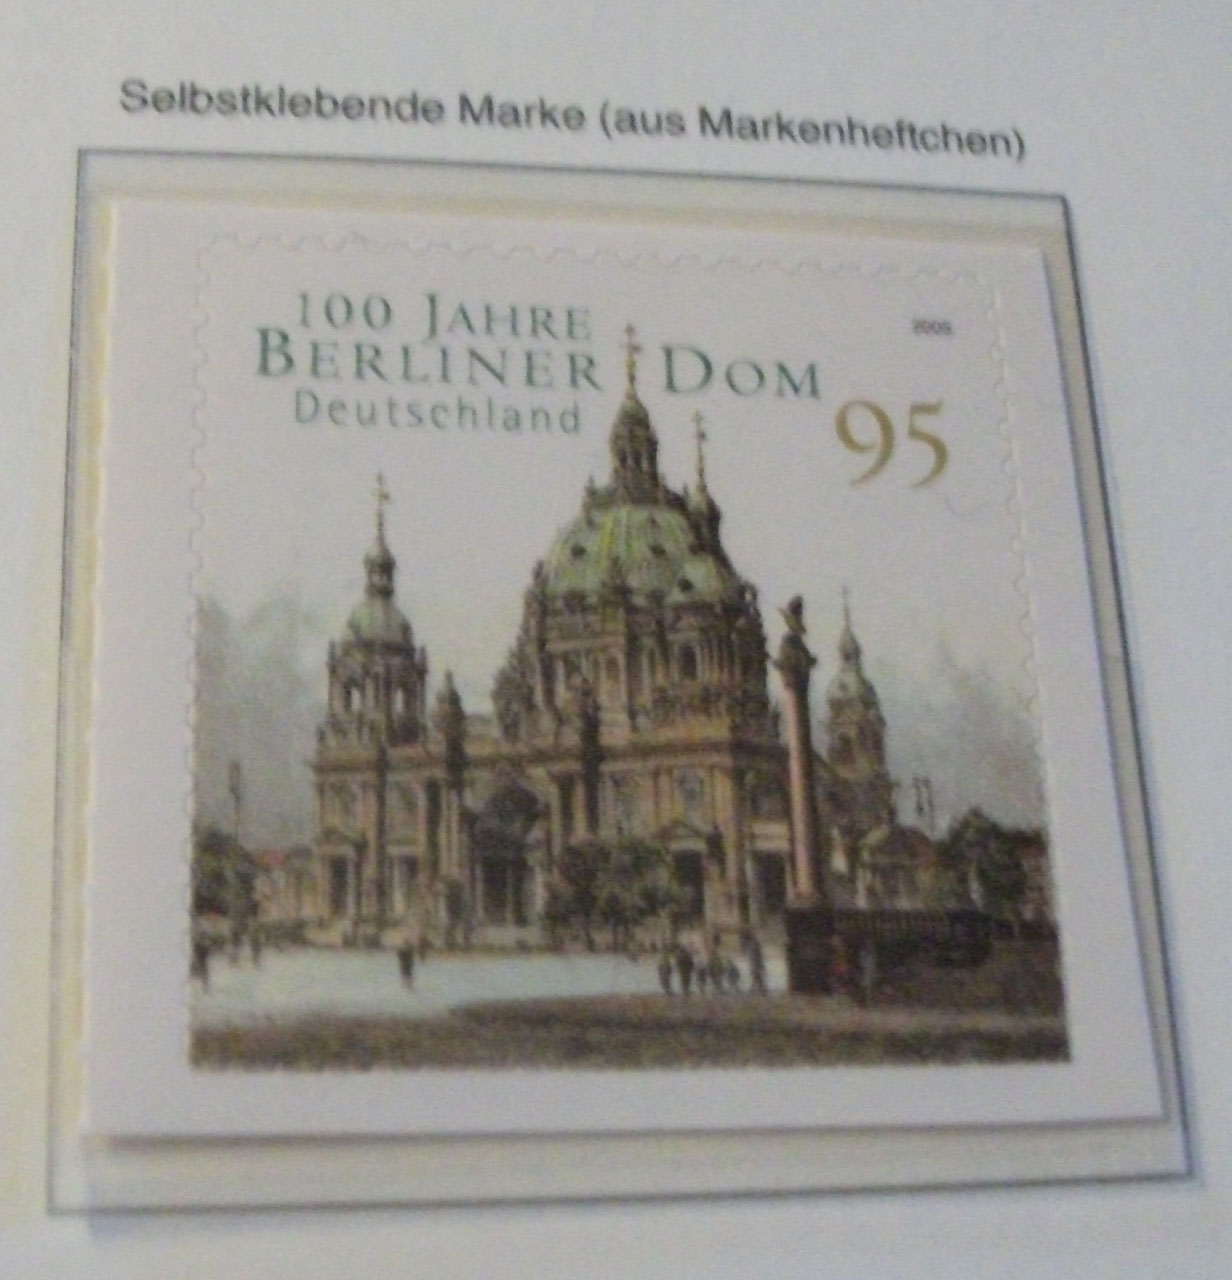 Selbstklebende Marke (aus Markenheftchen)
100 JAHRE
BERLINER DOM
Deutschland
95
2005